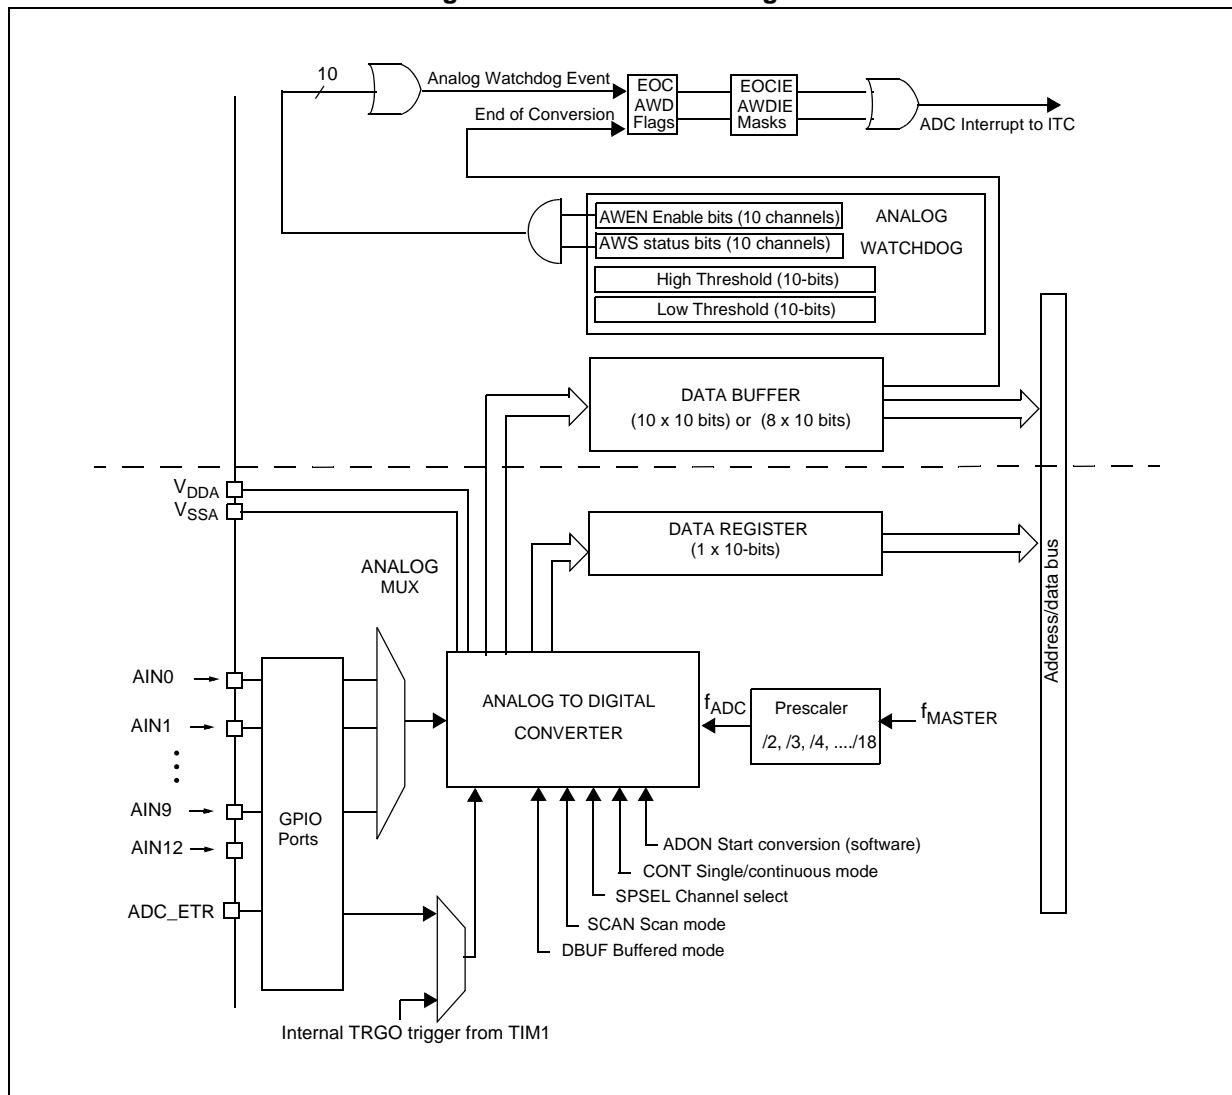 10
Analog Watchdog Event
End of Conversion
EOC
AWD
Flags
EOCIE
AWDIE
Masks
ADC Interrupt to ITC
AWEN Enable bits (10 channels)
AWS status bits (10 channels)
ANALOG
WATCHDOG
High Threshold (10-bits)
Low Threshold (10-bits)
DATA BUFFER
(10 x 10 bits) or (8 x 10 bits)
VDDA
VSSA
DATA REGISTER
(1 x 10-bits)
ANALOG
MUX
Address/data bus
AIN0
AIN1
AIN9
AIN12
ADC_ETR
GPIO
Ports
ANALOG TO DIGITAL
CONVERTER
fADC
Prescaler
/2, /3, /4, ..../18
fMASTER
ADON Start conversion (software)
CONT Single/continuous mode
SPSEL Channel select
SCAN Scan mode
DBUF Buffered mode
Internal TRGO trigger from TIM1